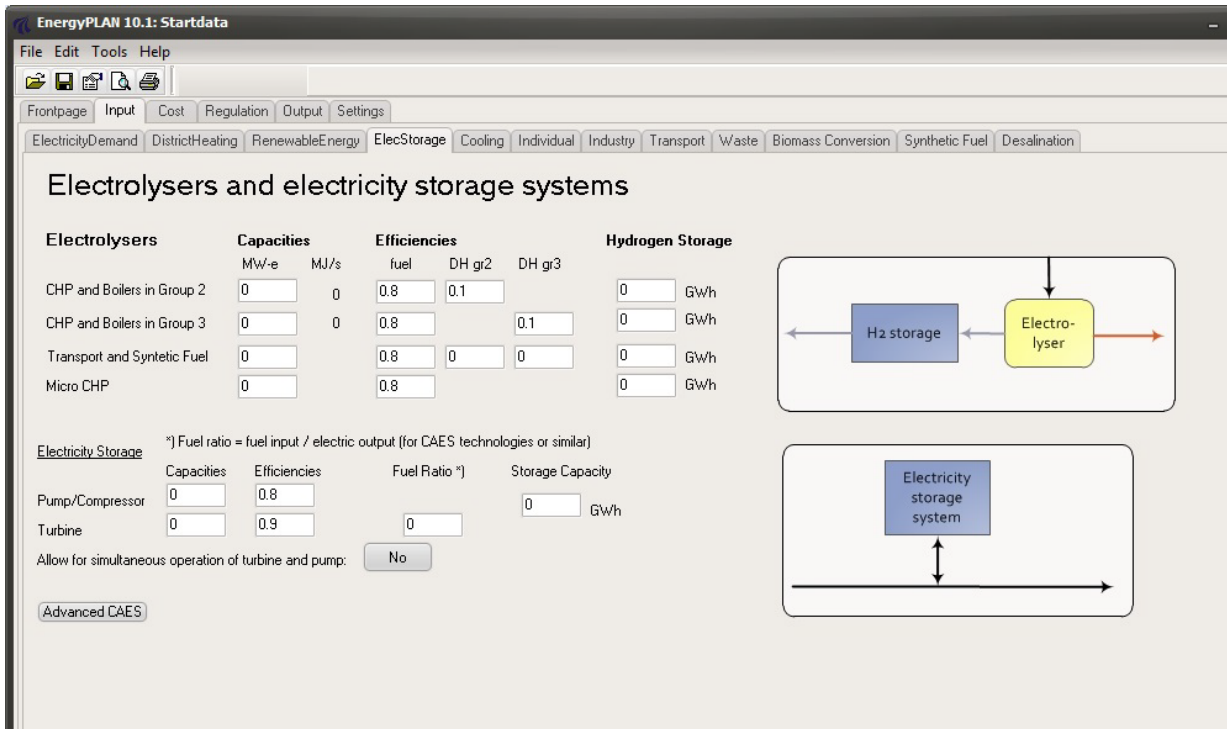 EnergyPLAN 10.1: Startdata
File Edit Tools Help
Frontpage Input Cost Regulation Output Settings
ElectricityDemand DistrictHeating RenewableEnergy ElecStorage Cooling Individual Industry Transport Waste Biomass Conversion Synthetic Fuel Desalination
Electrolysers and electricity storage systems
Electrolysers Capacities Efficiencies Hydrogen Storage
MW-e MJ/s fuel DH gr2 DH gr3
CHP and Boilers in Group 2 0 0 0.8 0.1 0 GWh
CHP and Boilers in Group 3 0 0 0.8 0.1 0 GWh
Transport and Syntetic Fuel 0 0.8 0 0 0 GWh
Micro CHP 0 0.8 0 GWh
H2 storage
Electro-
lyser
*) Fuel ratio = fuel input / electric output (for CAES technologies or similar)
Electricity Storage
Capacities Efficiencies Fuel Ratio *) Storage Capacity
Pump/Compressor 0 0.8 0 GWh
Turbine 0 0.9 0
Allow for simultaneous operation of turbine and pump: No
Advanced CAES
Electricity
storage
system